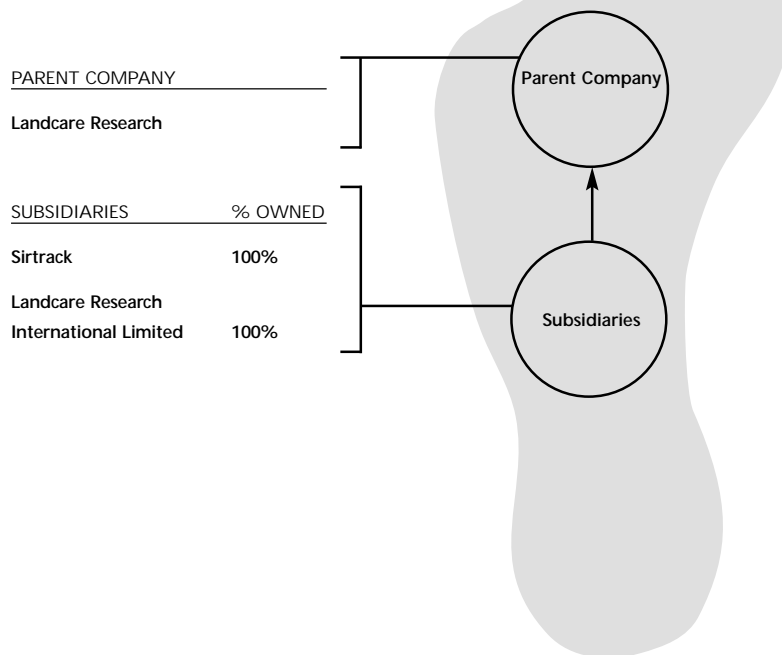 PARENT COMPANY
Landcare Research
SUBSIDIARIES % OWNED
Sirtrack 100%
Landcare Research
International Limited 100%
Parent Company
Subsidiaries